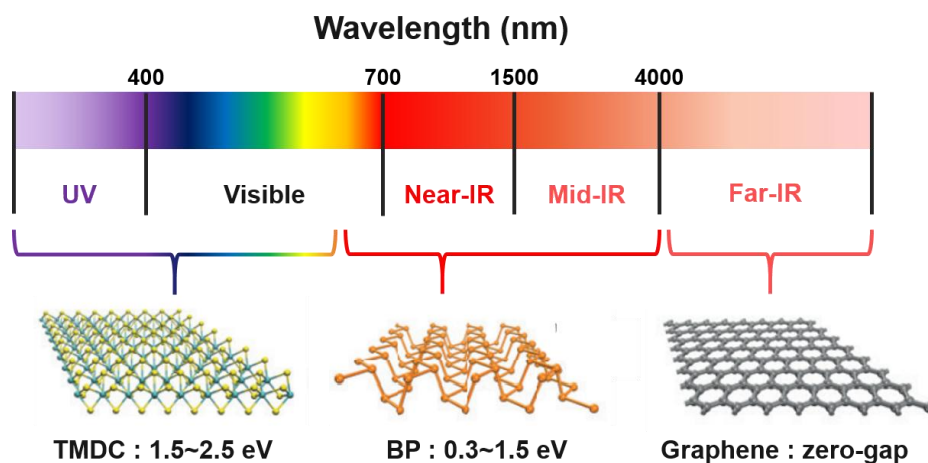 Wavelength (nm)
400 700 1500 4000
UV Visible Near-IR Mid-IR Far-IR
TMDC : 1.5~2.5 eV BP : 0.3~1.5 eV Graphene : zero-gap